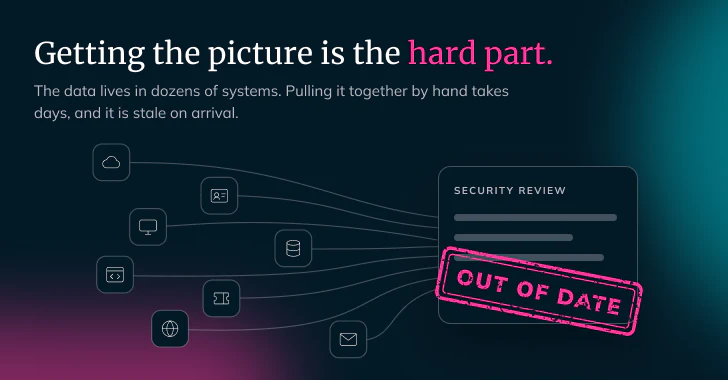 Getting the picture is the hard part.
The data lives in dozens of systems. Pulling it together by hand takes
days, and it is stale on arrival.
SECURITY REVIEW
OUT OF DATE